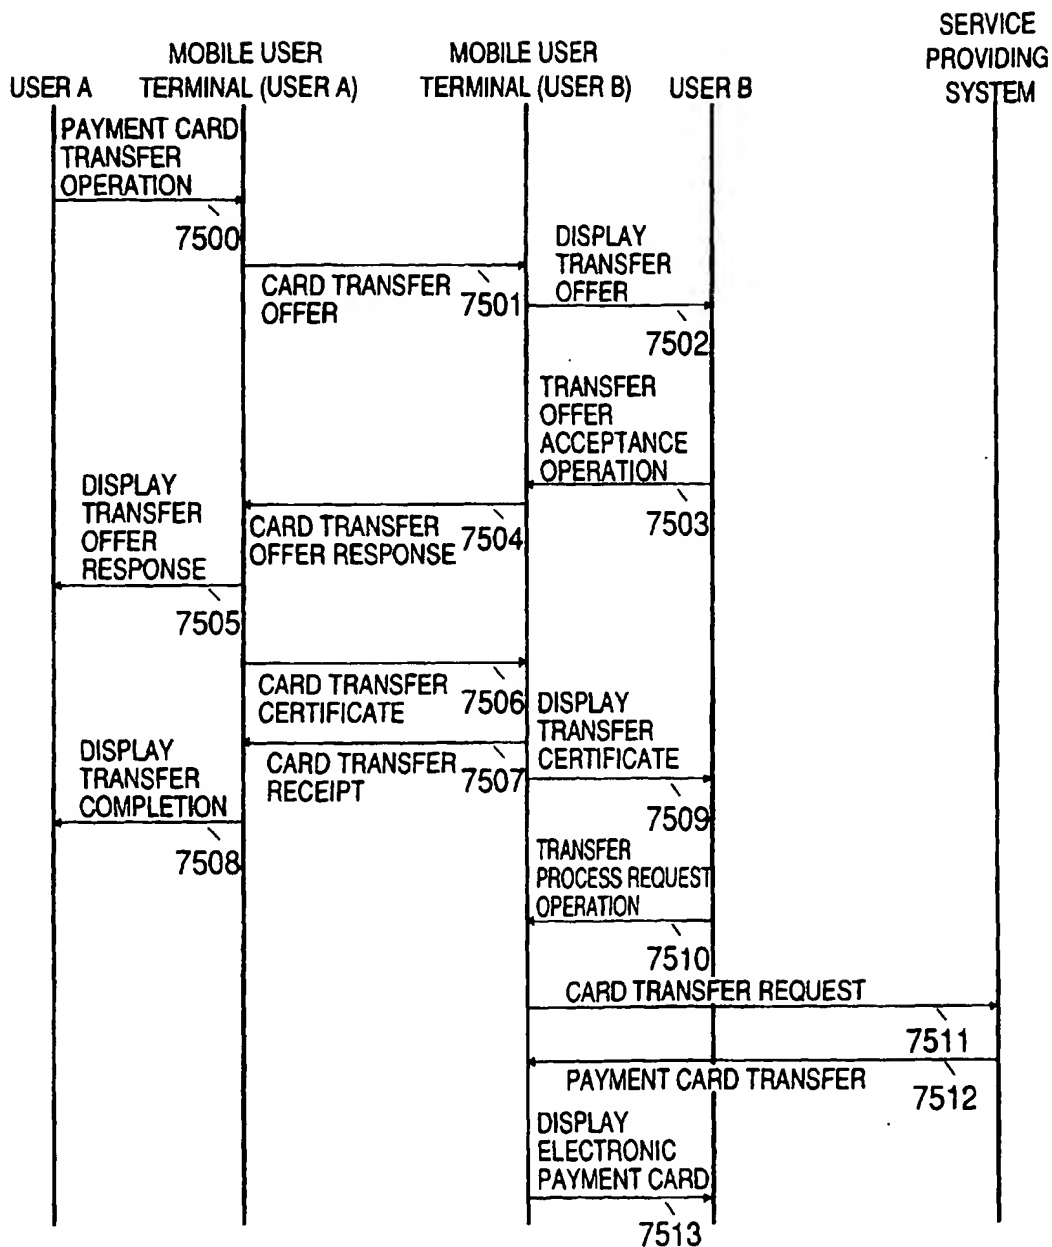 SERVICE
PROVIDING
SYSTEM
MOBILE USER
TERMINAL (USER A)
MOBILE USER
TERMINAL (USER B)
USER A
USER B
PAYMENT CARD
TRANSFER
OPERATION
7500
CARD TRANSFER
OFFER
7501
DISPLAY
TRANSFER
OFFER
7502
TRANSFER
OFFER
ACCEPTANCE
OPERATION
7503
CARD TRANSFER
OFFER RESPONSE
7504
DISPLAY
TRANSFER
OFFER
RESPONSE
7505
CARD TRANSFER
CERTIFICATE
7506
CARD TRANSFER
RECEIPT
7507
DISPLAY
TRANSFER
COMPLETION
7508
DISPLAY
TRANSFER
CERTIFICATE
7509
TRANSFER
PROCESS REQUEST
OPERATION
7510
CARD TRANSFER REQUEST
7511
PAYMENT CARD TRANSFER
7512
DISPLAY
ELECTRONIC
PAYMENT CARD
7513